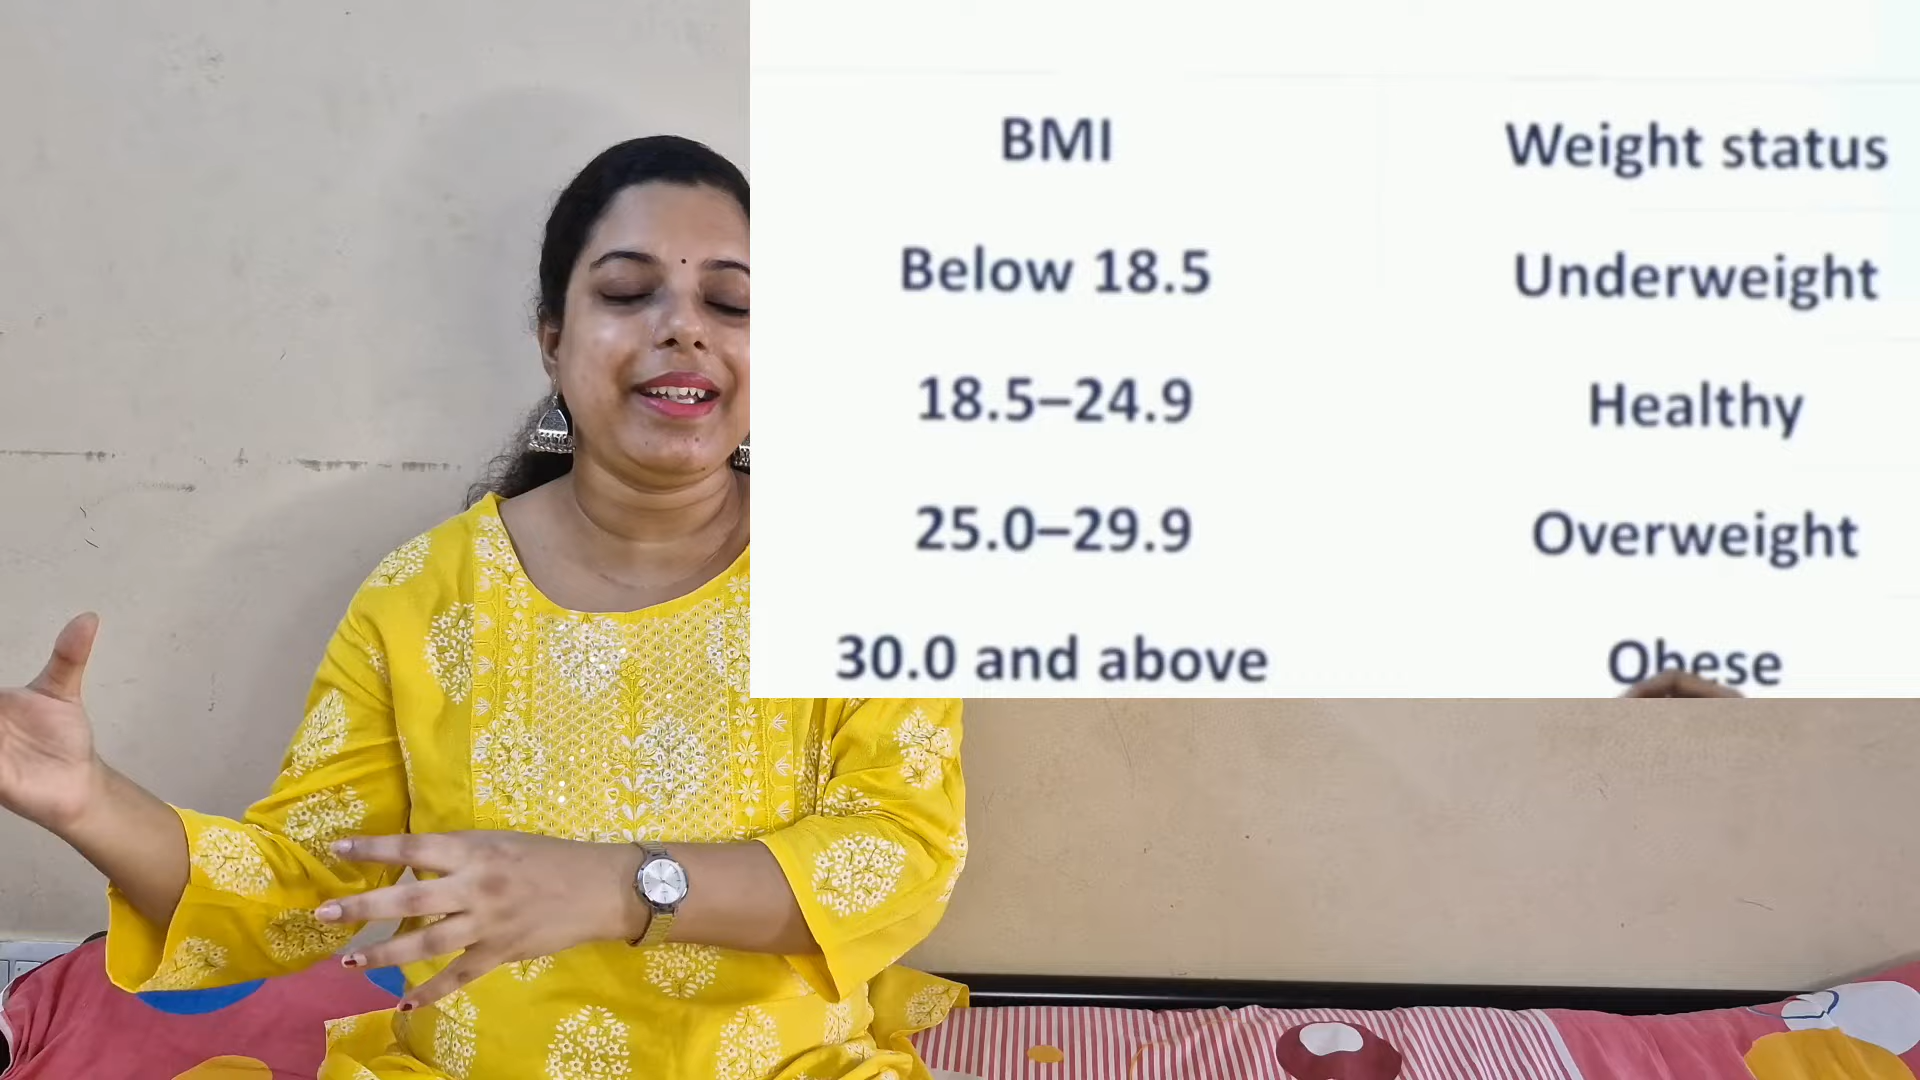 BMI Weight status
Below 18.5 Underweight
18.5–24.9 Healthy
25.0–29.9 Overweight
30.0 and above Obese